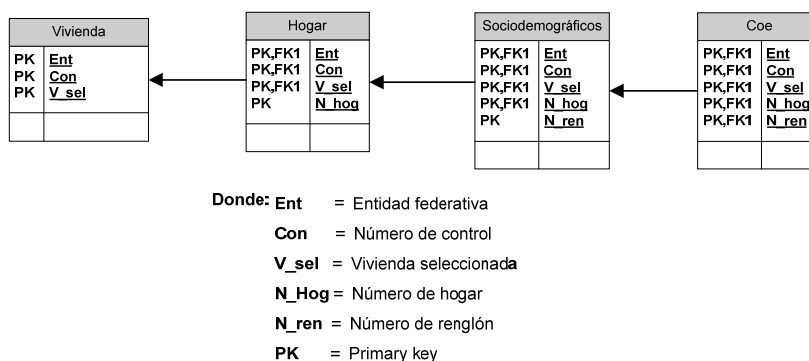 Vivienda
PK Ent
PK Con
PK V_sel
Hogar
PK,FK1 Ent
PK,FK1 Con
PK,FK1 V_sel
PK N_hog
Sociodemográficos
PK,FK1 Ent
PK,FK1 Con
PK,FK1 V_sel
PK,FK1 N_hog
PK N_ren
Coe
PK,FK1 Ent
PK,FK1 Con
PK,FK1 V_sel
PK,FK1 N_hog
PK,FK1 N_ren
Donde: Ent = Entidad federativa
Con = Número de control
V_sel = Vivienda seleccionada
N_Hog = Número de hogar
N_ren = Número de renglón
PK = Primary key